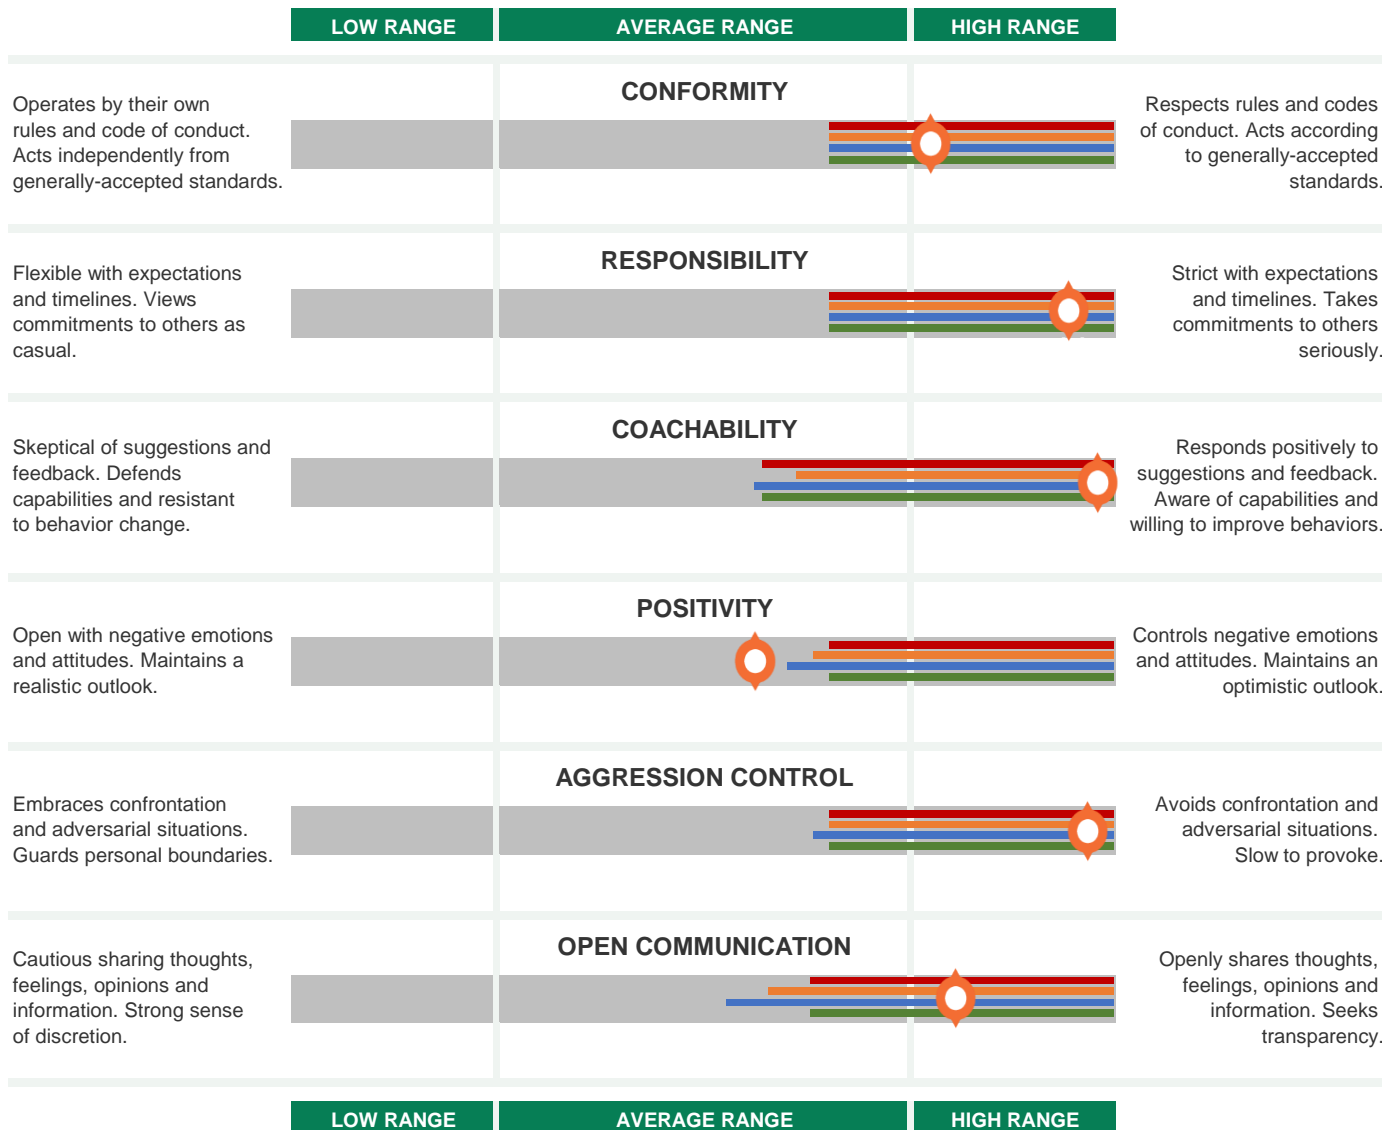 LOW RANGE AVERAGE RANGE HIGH RANGE
CONFORMITY
Operates by their own
rules and code of conduct.
Acts independently from
generally-accepted standards.
Respects rules and codes
of conduct. Acts according
to generally-accepted
standards.
RESPONSIBILITY
Flexible with expectations
and timelines. Views
commitments to others as
casual.
Strict with expectations
and timelines. Takes
commitments to others
seriously.
COACHABILITY
Skeptical of suggestions and
feedback. Defends
capabilities and resistant
to behavior change.
Responds positively to
suggestions and feedback.
Aware of capabilities and
willing to improve behaviors.
POSITIVITY
Open with negative emotions
and attitudes. Maintains a
realistic outlook.
Controls negative emotions
and attitudes. Maintains an
optimistic outlook.
AGGRESSION CONTROL
Embraces confrontation
and adversarial situations.
Guards personal boundaries.
Avoids confrontation and
adversarial situations.
Slow to provoke.
OPEN COMMUNICATION
Cautious sharing thoughts,
feelings, opinions and
information. Strong sense
of discretion.
Openly shares thoughts,
feelings, opinions and
information. Seeks
transparency.
LOW RANGE AVERAGE RANGE HIGH RANGE